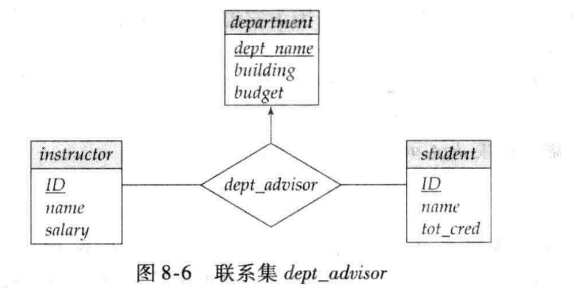 department
dept_name
building
budget
instructor
ID
name
salary
dept_advisor
student
ID
name
tot_cred
图 8-6 联系集 dept_advisor